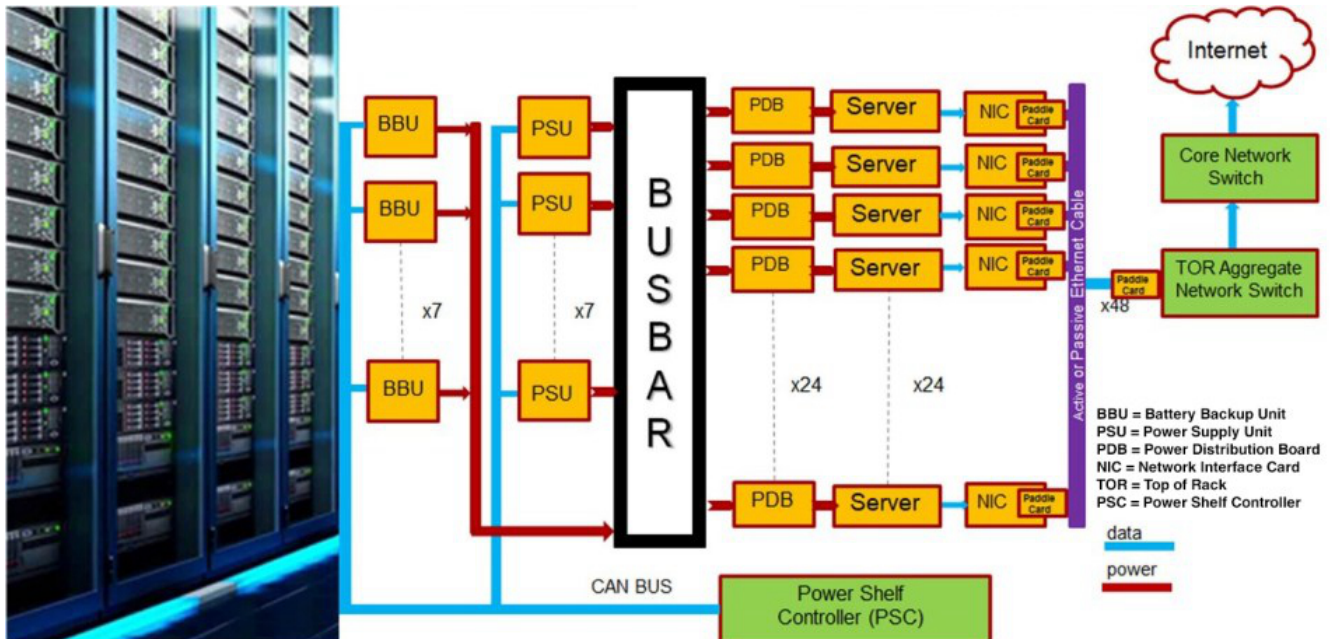 Internet
BBU
PSU
PDB
Server
NIC
Paddle
Card
Core Network
Switch
PDB
Server
NIC
Paddle
Card
BBU
PSU
PDB
Server
NIC
Paddle
Card
PDB
Server
NIC
Paddle
Card
BUSBAR
Active or Passive Ethernet Cable
Paddle
Card
TOR Aggregate
Network Switch
x7
x7
x48
BBU
PSU
x24
x24
BBU = Battery Backup Unit
PSU = Power Supply Unit
PDB = Power Distribution Board
NIC = Network Interface Card
TOR = Top of Rack
PSC = Power Shelf Controller
PDB
Server
NIC
Paddle
Card
data
power
CAN BUS
Power Shelf
Controller (PSC)